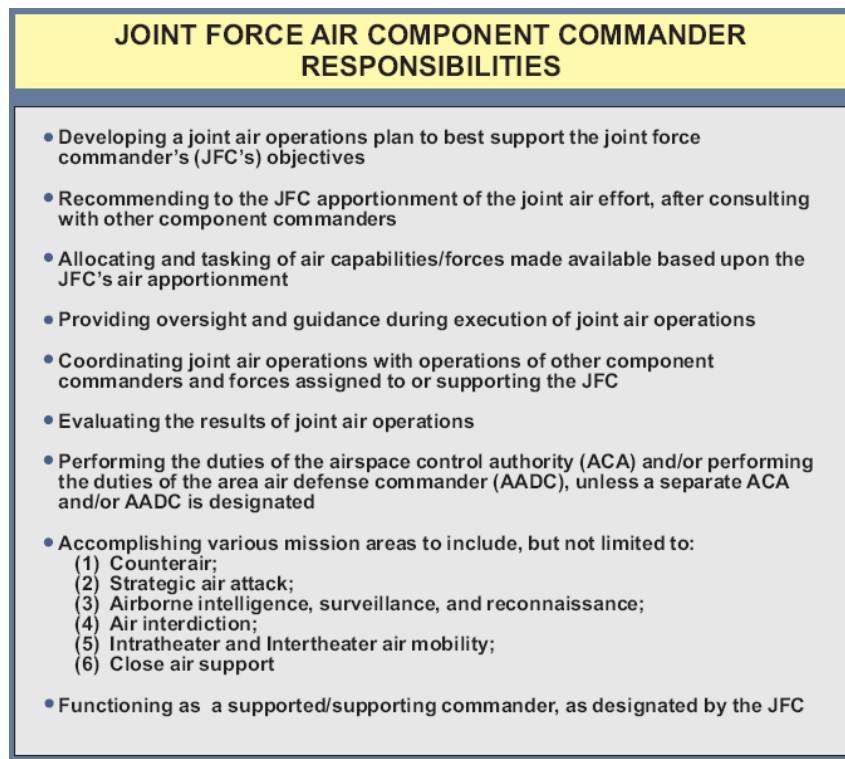 JOINT FORCE AIR COMPONENT COMMANDER
RESPONSIBILITIES
• Developing a joint air operations plan to best support the joint force
commander's (JFC's) objectives
• Recommending to the JFC apportionment of the joint air effort, after consulting
with other component commanders
• Allocating and tasking of air capabilities/forces made available based upon the
JFC's air apportionment
• Providing oversight and guidance during execution of joint air operations
• Coordinating joint air operations with operations of other component
commanders and forces assigned to or supporting the JFC
• Evaluating the results of joint air operations
• Performing the duties of the airspace control authority (ACA) and/or performing
the duties of the area air defense commander (AADC), unless a separate ACA
and/or AADC is designated
• Accomplishing various mission areas to include, but not limited to:
(1) Counterair;
(2) Strategic air attack;
(3) Airborne intelligence, surveillance, and reconnaissance;
(4) Air interdiction;
(5) Intratheater and Intertheater air mobility;
(6) Close air support
• Functioning as a supported/supporting commander, as designated by the JFC